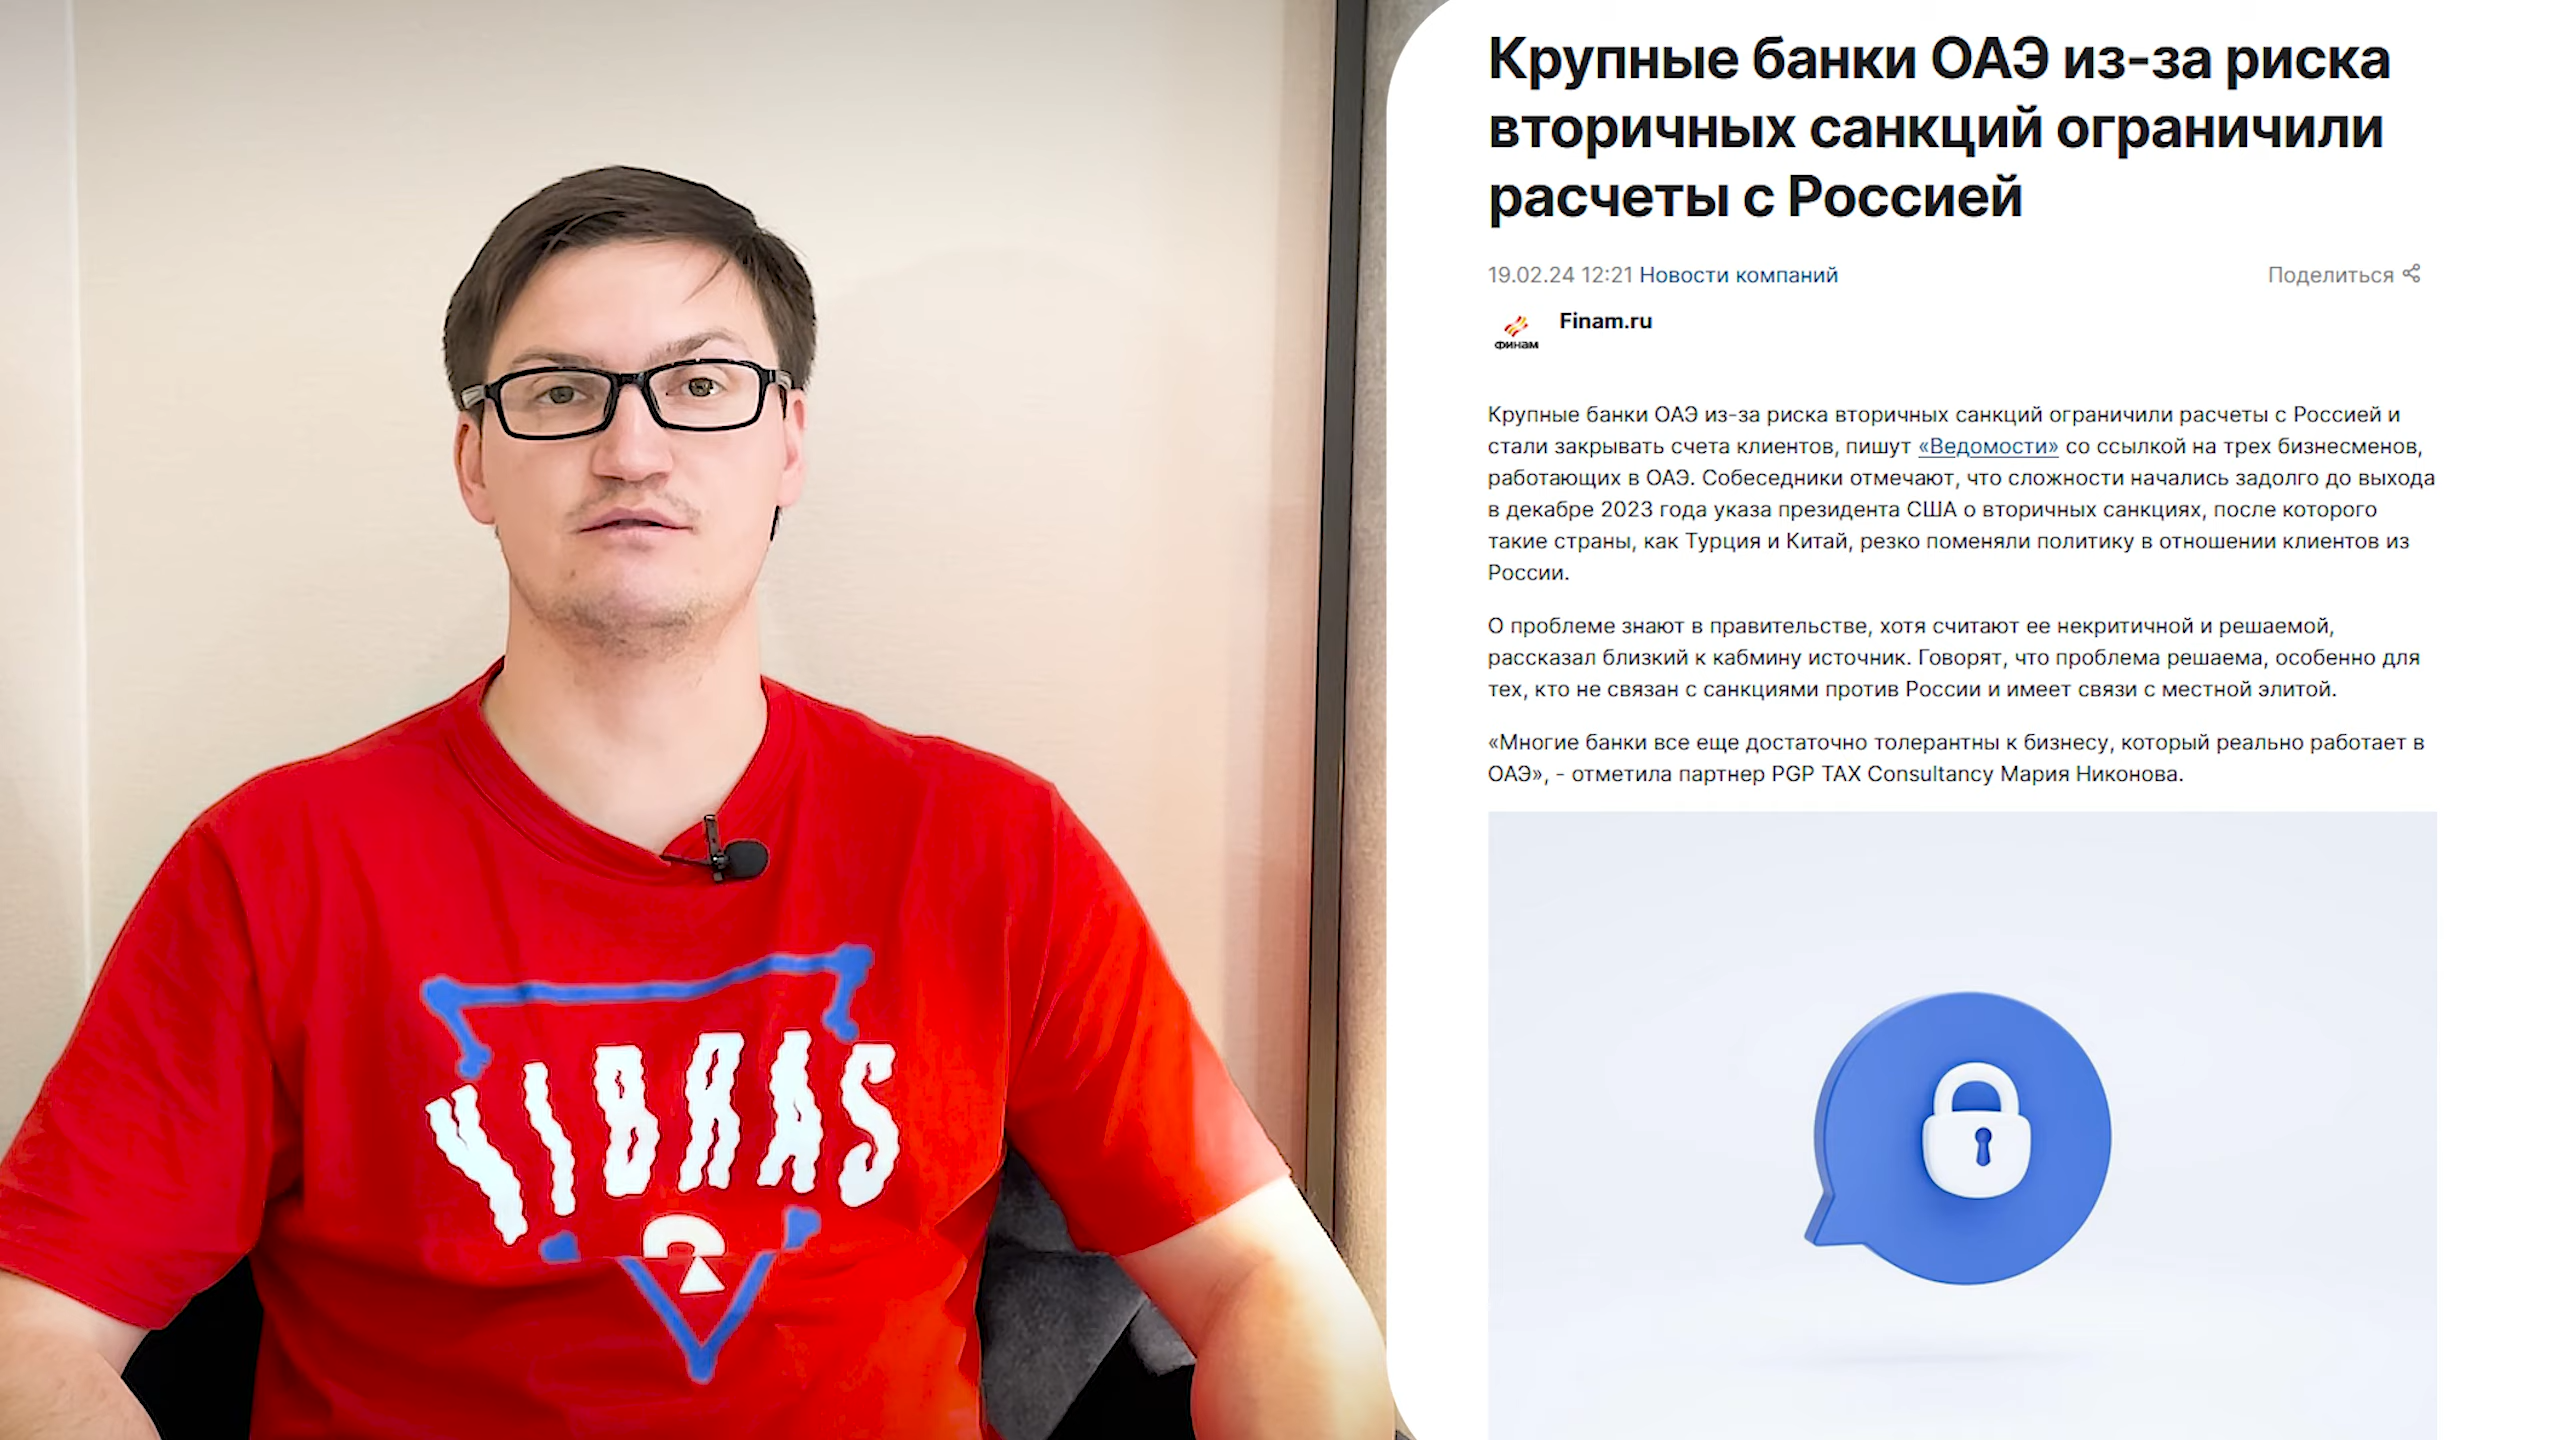 Крупные банки ОАЭ из-за риска
вторичных санкций ограничили
расчеты с Россией
19.02.24 12:21 Новости компаний
Поделиться
Finam.ru
ФИНАМ
Крупные банки ОАЭ из-за риска вторичных санкций ограничили расчеты с Россией и
стали закрывать счета клиентов, пишут «Ведомости» со ссылкой на трех бизнесменов,
работающих в ОАЭ. Собеседники отмечают, что сложности начались задолго до выхода
в декабре 2023 года указа президента США о вторичных санкциях, после которого
такие страны, как Турция и Китай, резко поменяли политику в отношении клиентов из
России.
О проблеме знают в правительстве, хотя считают ее некритичной и решаемой,
рассказал близкий к кабмину источник. Говорят, что проблема решаема, особенно для
тех, кто не связан с санкциями против России и имеет связи с местной элитой.
«Многие банки все еще достаточно толерантны к бизнесу, который реально работает в
ОАЭ», - отметила партнер PGP TAX Consultancy Мария Никонова.
VIBRAS